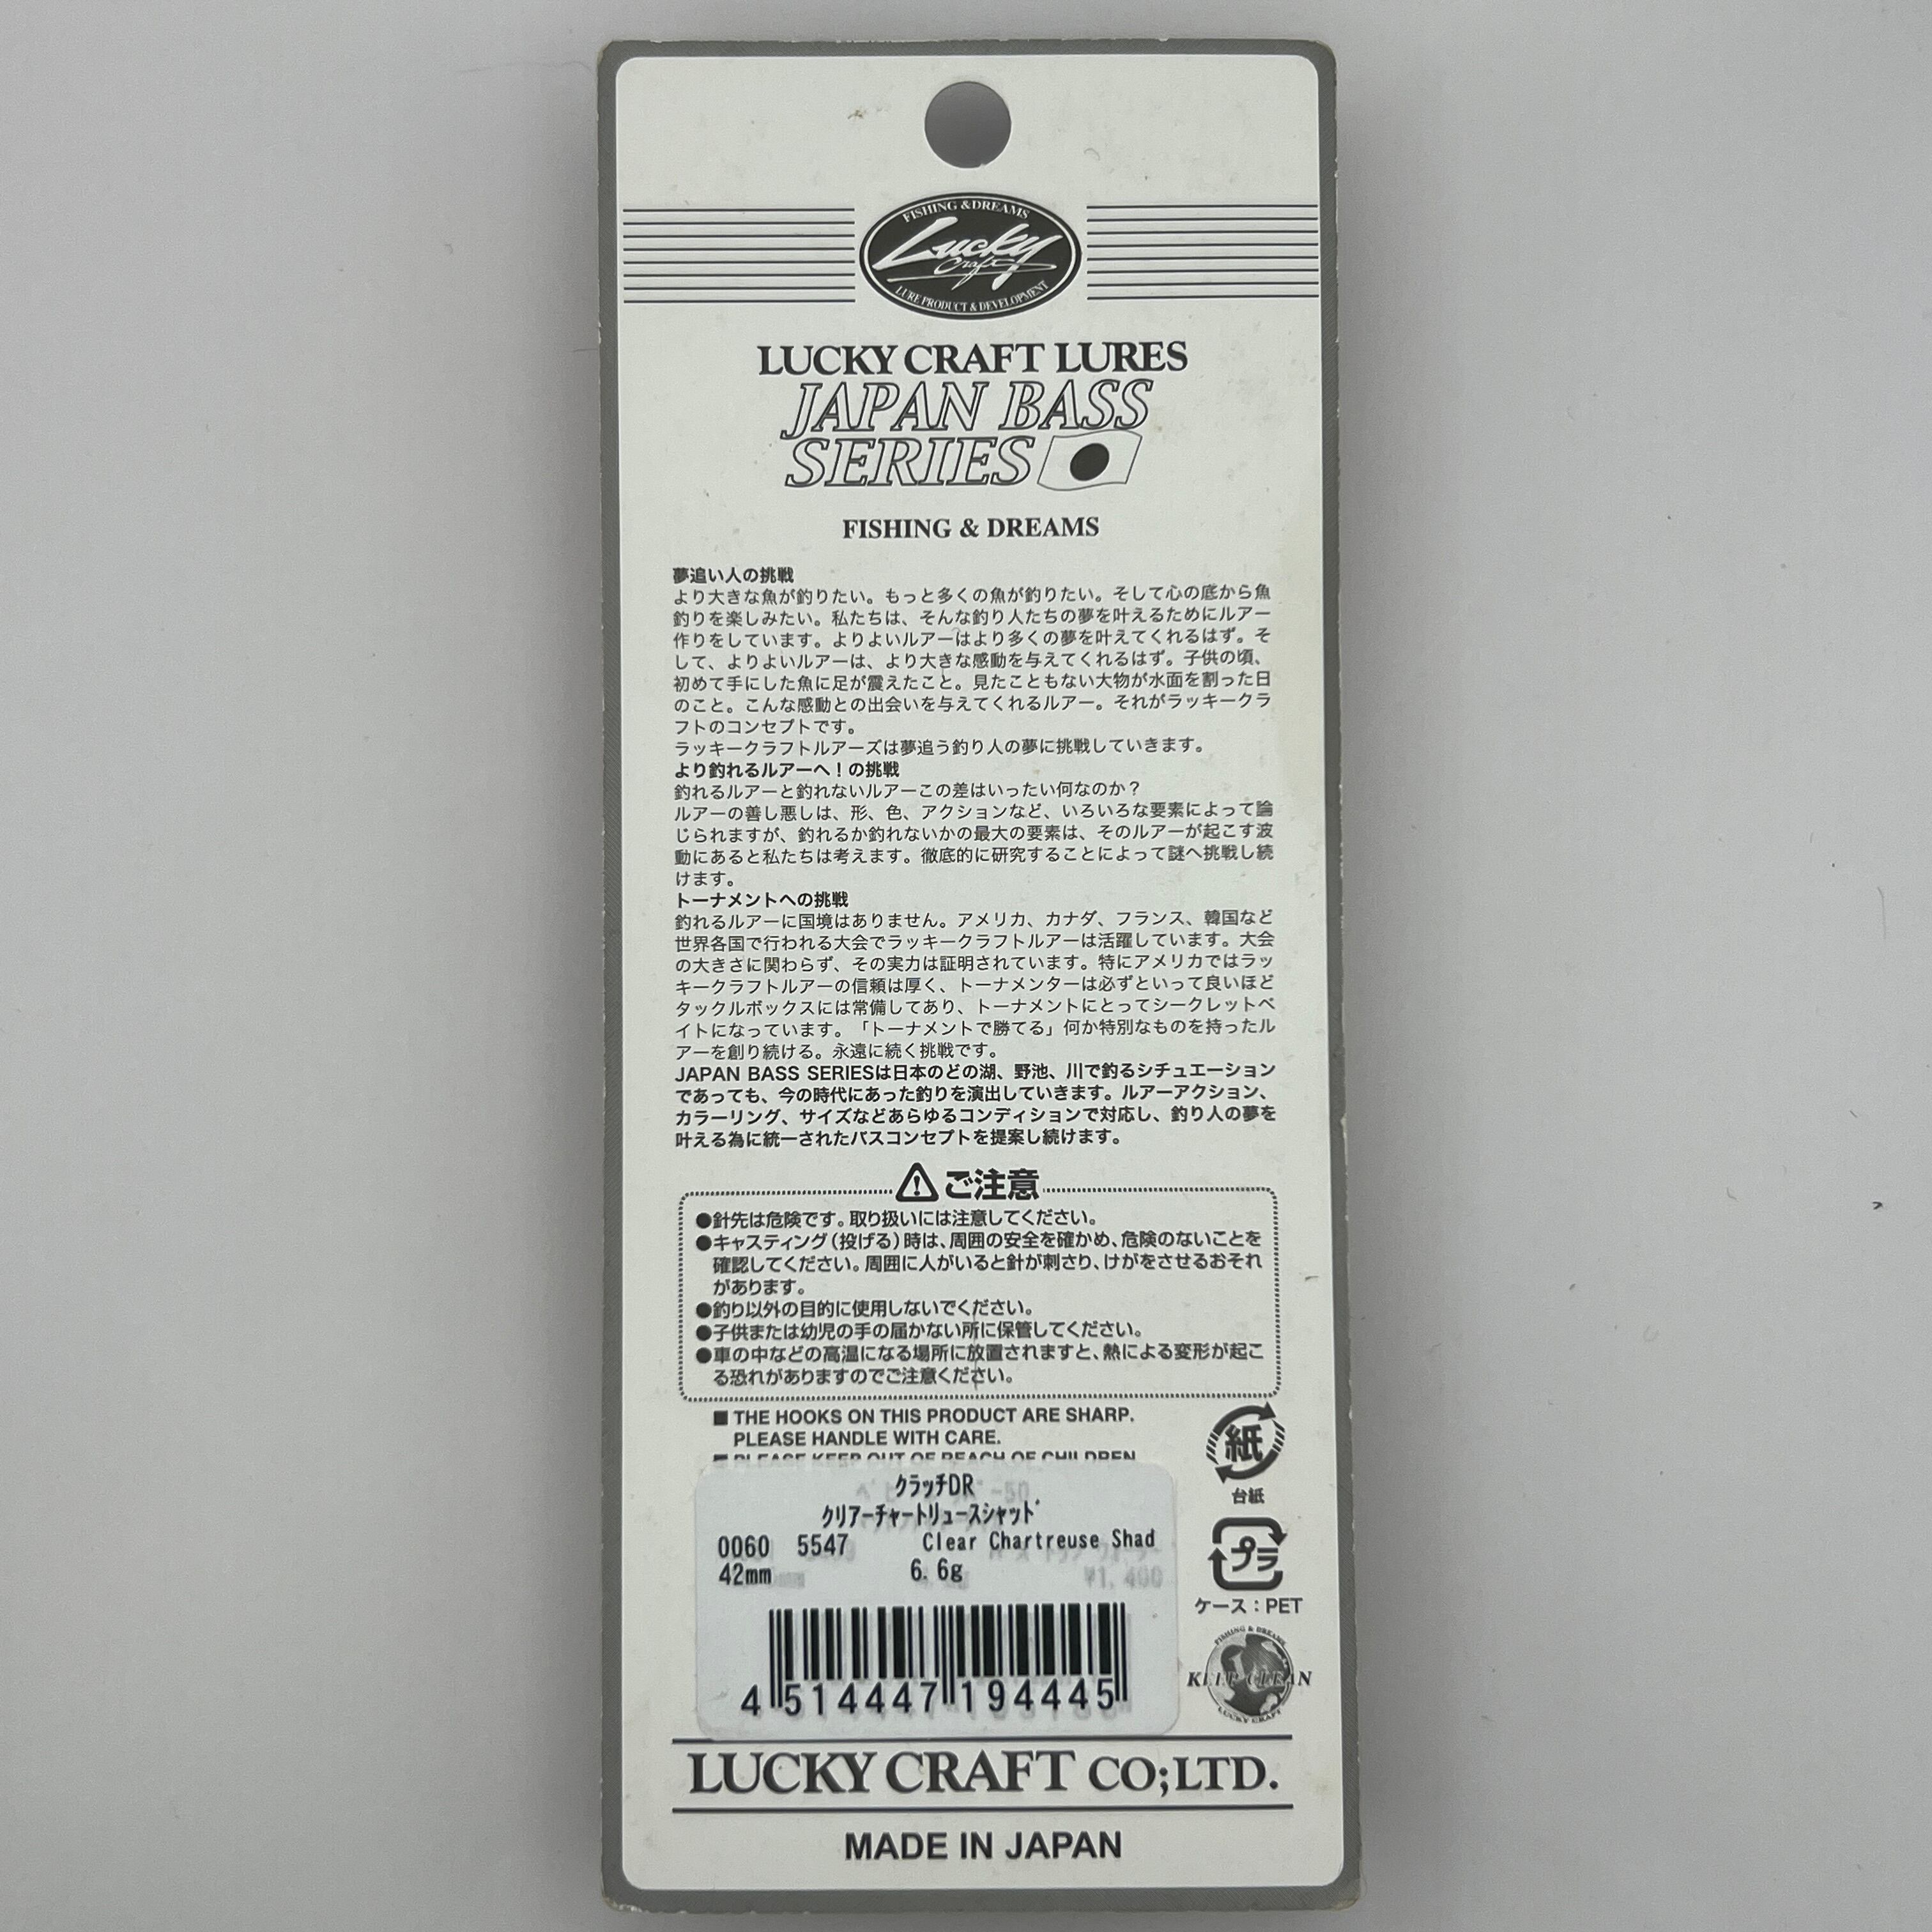 FISHING & DREAMS
Lucky
Craft
LURE PRODUCT & DEVELOPMENT
LUCKY CRAFT LURES
JAPAN BASS
SERIES
FISHING & DREAMS
夢追い人の挑戦
より大きな魚が釣りたい。もっと多くの魚が釣りたい。そして心の底から魚
釣りを楽しみたい。私たちは、そんな釣り人たちの夢を叶えるためにルアー
作りをしています。よりよいルアーはより多くの夢を叶えてくれるはず。そ
して、よりよいルアーは、より大きな感動を与えてくれるはず。子供の頃、
初めて手にした魚に足が震えたこと。見たこともない大物が水面を割った日
のこと。こんな感動との出会いを与えてくれるルアー。それがラッキークラ
フトのコンセプトです。
ラッキークラフトルアーズは夢追う釣り人の夢に挑戦していきます。
より釣れるルアーへ！の挑戦
釣れるルアーと釣れないルアーこの差はいったい何なのか？
ルアーの善し悪しは、形、色、アクションなど、いろいろな要素によって論
じられますが、釣れるか釣れないかの最大の要素は、そのルアーが起こす波
動にあると私たちは考えます。徹底的に研究することによって謎へ挑戦し続
けます。
トーナメントへの挑戦
釣れるルアーに国境はありません。アメリカ、カナダ、フランス、韓国など
世界各国で行われる大会でラッキークラフトルアーは活躍しています。大会
の大きさに関わらず、その実力は証明されています。特にアメリカではラッ
キークラフトルアーの信頼は厚く、トーナメンターは必ずといって良いほど
タックルボックスには常備してあり、トーナメントにとってシークレットベ
イトになっています。「トーナメントで勝てる」何か特別なものを持ったル
アーを創り続ける。永遠に続く挑戦です。
JAPAN BASS SERIESは日本のどの湖、野池、川で釣るシチュエーション
であっても、今の時代にあった釣りを演出していきます。ルアーアクション、
カラーリング、サイズなどあらゆるコンディションで対応し、釣り人の夢を
叶える為に統一されたバスコンセプトを提案し続けます。
ご注意
●針先は危険です。取り扱いには注意してください。
●キャスティング（投げる）時は、周囲の安全を確かめ、危険のないことを
確認してください。周囲に人がいると針が刺さり、けがをさせるおそれ
があります。
●釣り以外の目的に使用しないでください。
●子供または幼児の手の届かない所に保管してください。
●車の中などの高温になる場所に放置されますと、熱による変形が起こ
る恐れがありますのでご注意ください。
■ THE HOOKS ON THIS PRODUCT ARE SHARP.
PLEASE HANDLE WITH CARE.
■ PLEASE KEEP OUT OF REACH OF CHILDREN
紙
台紙
プラ
ケース：PET
FISHING & DREAMS
KEEP CLEAN
LUCKY CRAFT
クラッチDR
クリアーチャートリュースシャッド
0060 5547 Clear Chartreuse Shad
42mm 6.6g
¥1,400
4 514447 194445
LUCKY CRAFT CO;LTD.
MADE IN JAPAN